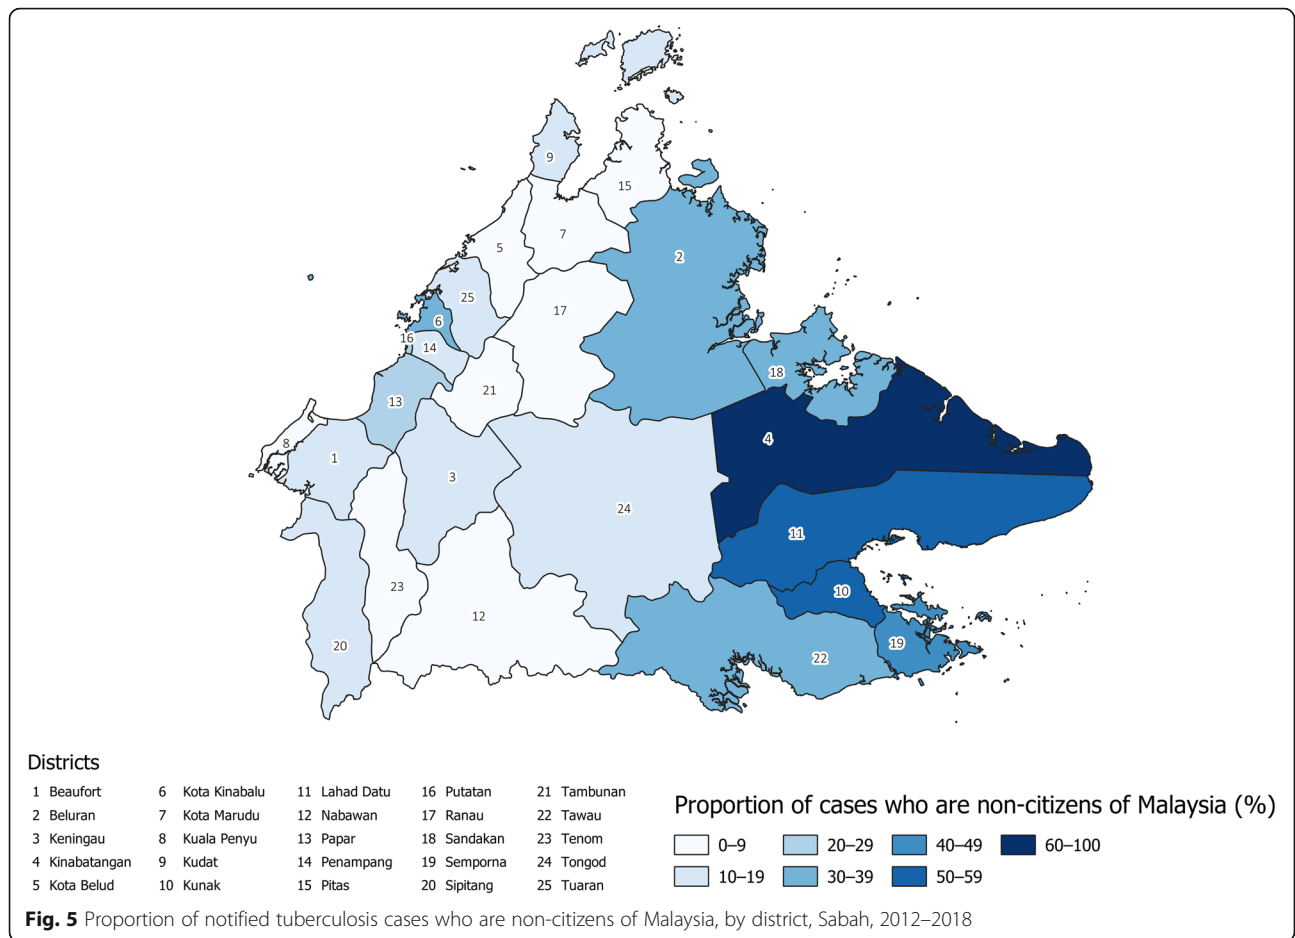 9
15
5
7
2
25
17
6
16
14
18
21
13
4
8
1
3
24
11
23
10
12
19
20
22
Districts
1 Beaufort 6 Kota Kinabalu 11 Lahad Datu 16 Putatan 21 Tambunan
2 Beluran 7 Kota Marudu 12 Nabawan 17 Ranau 22 Tawau
3 Keningau 8 Kuala Penyu 13 Papar 18 Sandakan 23 Tenom
4 Kinabatangan 9 Kudat 14 Penampang 19 Semporna 24 Tongod
5 Kota Belud 10 Kunak 15 Pitas 20 Sipitang 25 Tuaran
Proportion of cases who are non-citizens of Malaysia (%)
0–9 20–29 40–49 60–100
10–19 30–39 50–59
Fig. 5 Proportion of notified tuberculosis cases who are non-citizens of Malaysia, by district, Sabah, 2012–2018